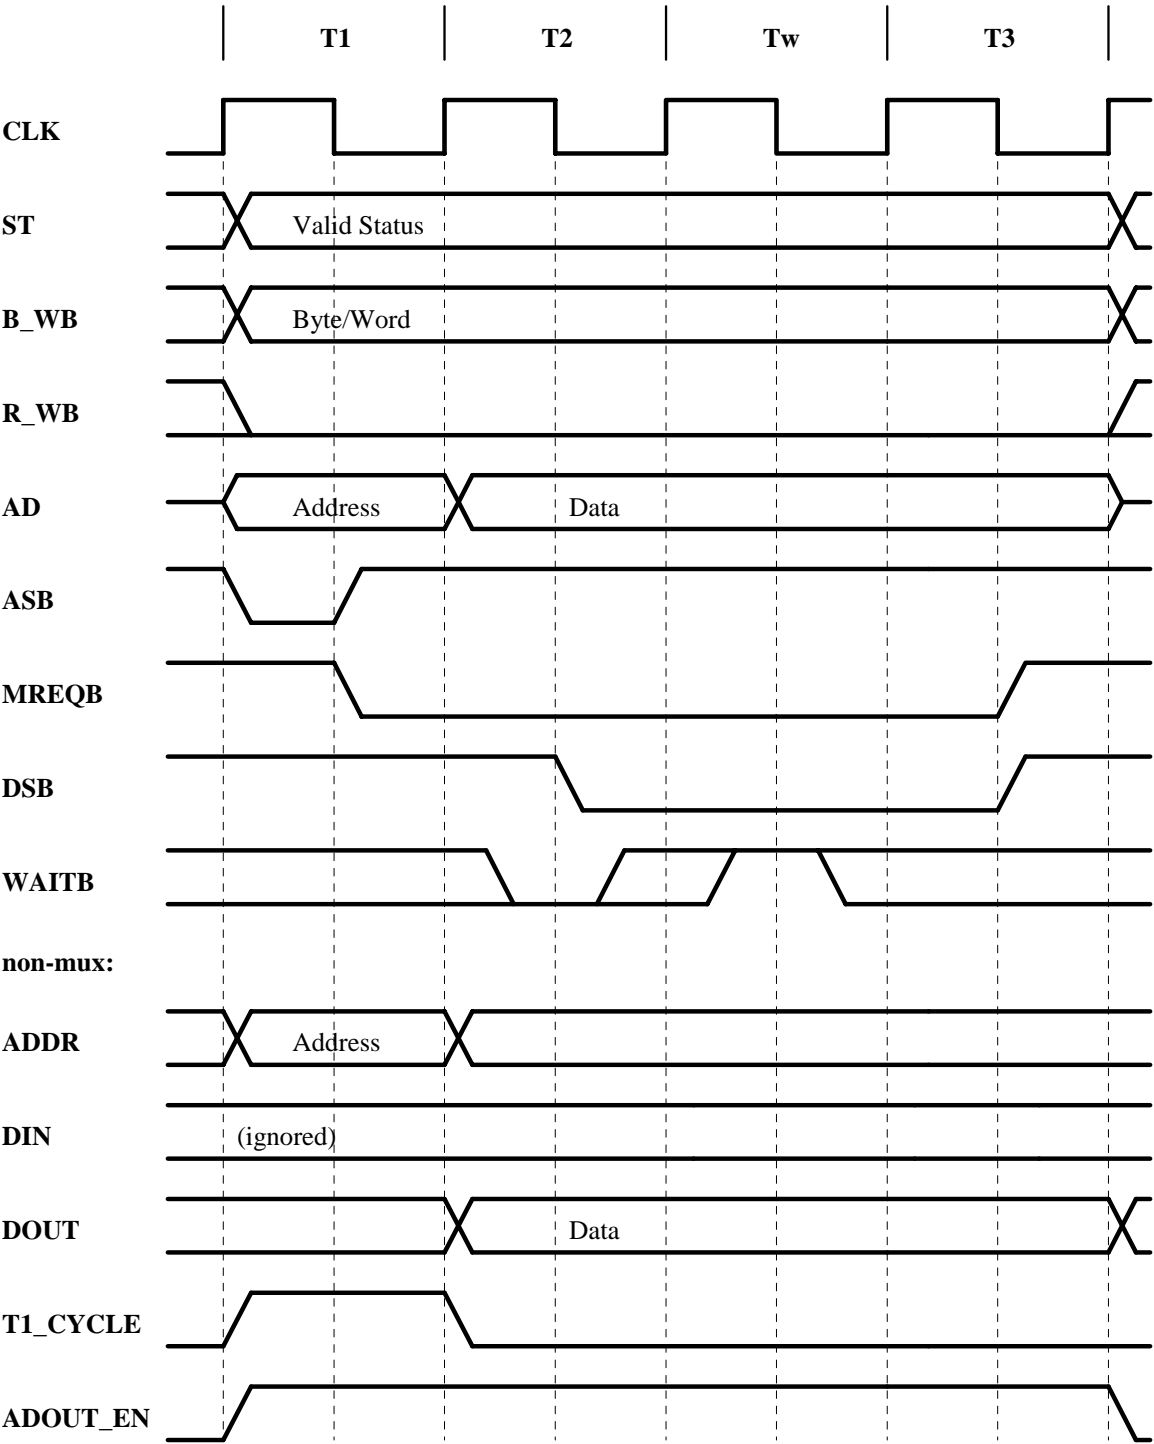 T1 T2 Tw T3
CLK
ST Valid Status
B_WB Byte/Word
R_WB
AD Address Data
ASB
MREQB
DSB
WAITB
non-mux:
ADDR Address
DIN (ignored)
DOUT Data
T1_CYCLE
ADOUT_EN